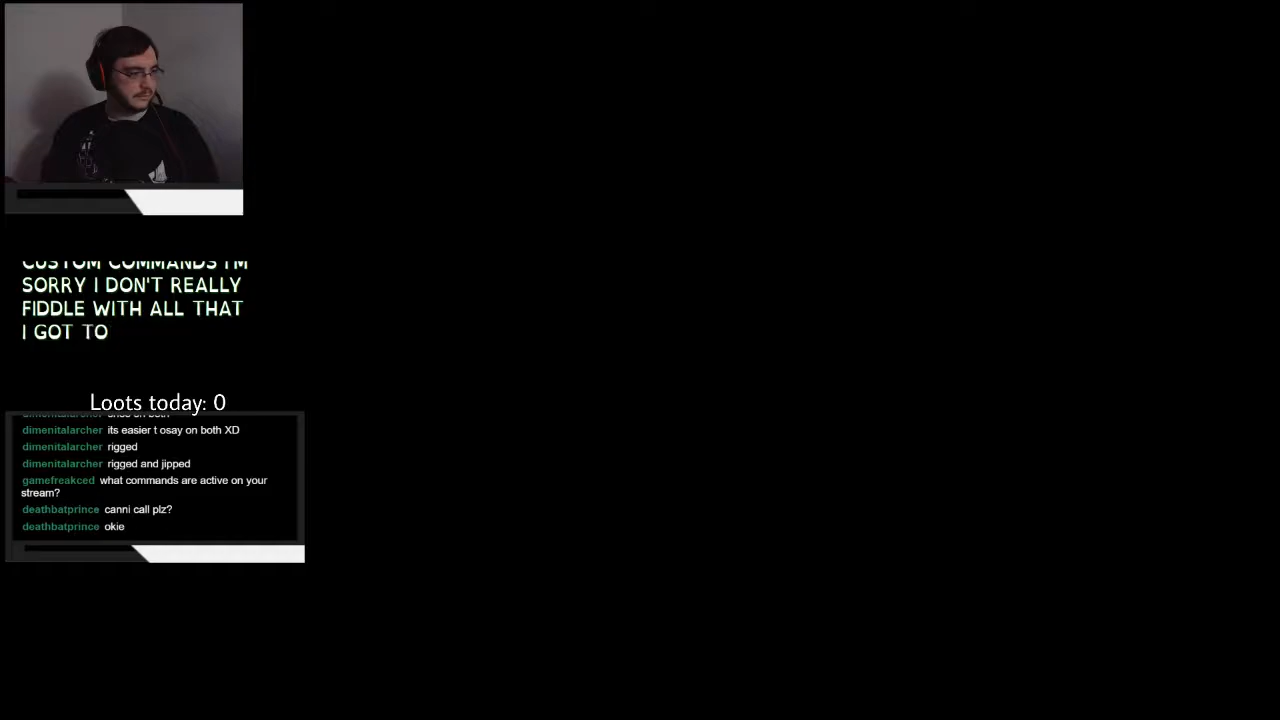 CUSTOM COMMANDS I'M
SORRY I DON'T REALLY
FIDDLE WITH ALL THAT
I GOT TO
Loots today: 0
dimenitalarcher
dimenitalarcher its easier t osay on both XD
dimenitalarcher rigged
dimenitalarcher rigged and jipped
gamefreakced what commands are active on your
stream?
deathbatprince canni call plz?
deathbatprince okie